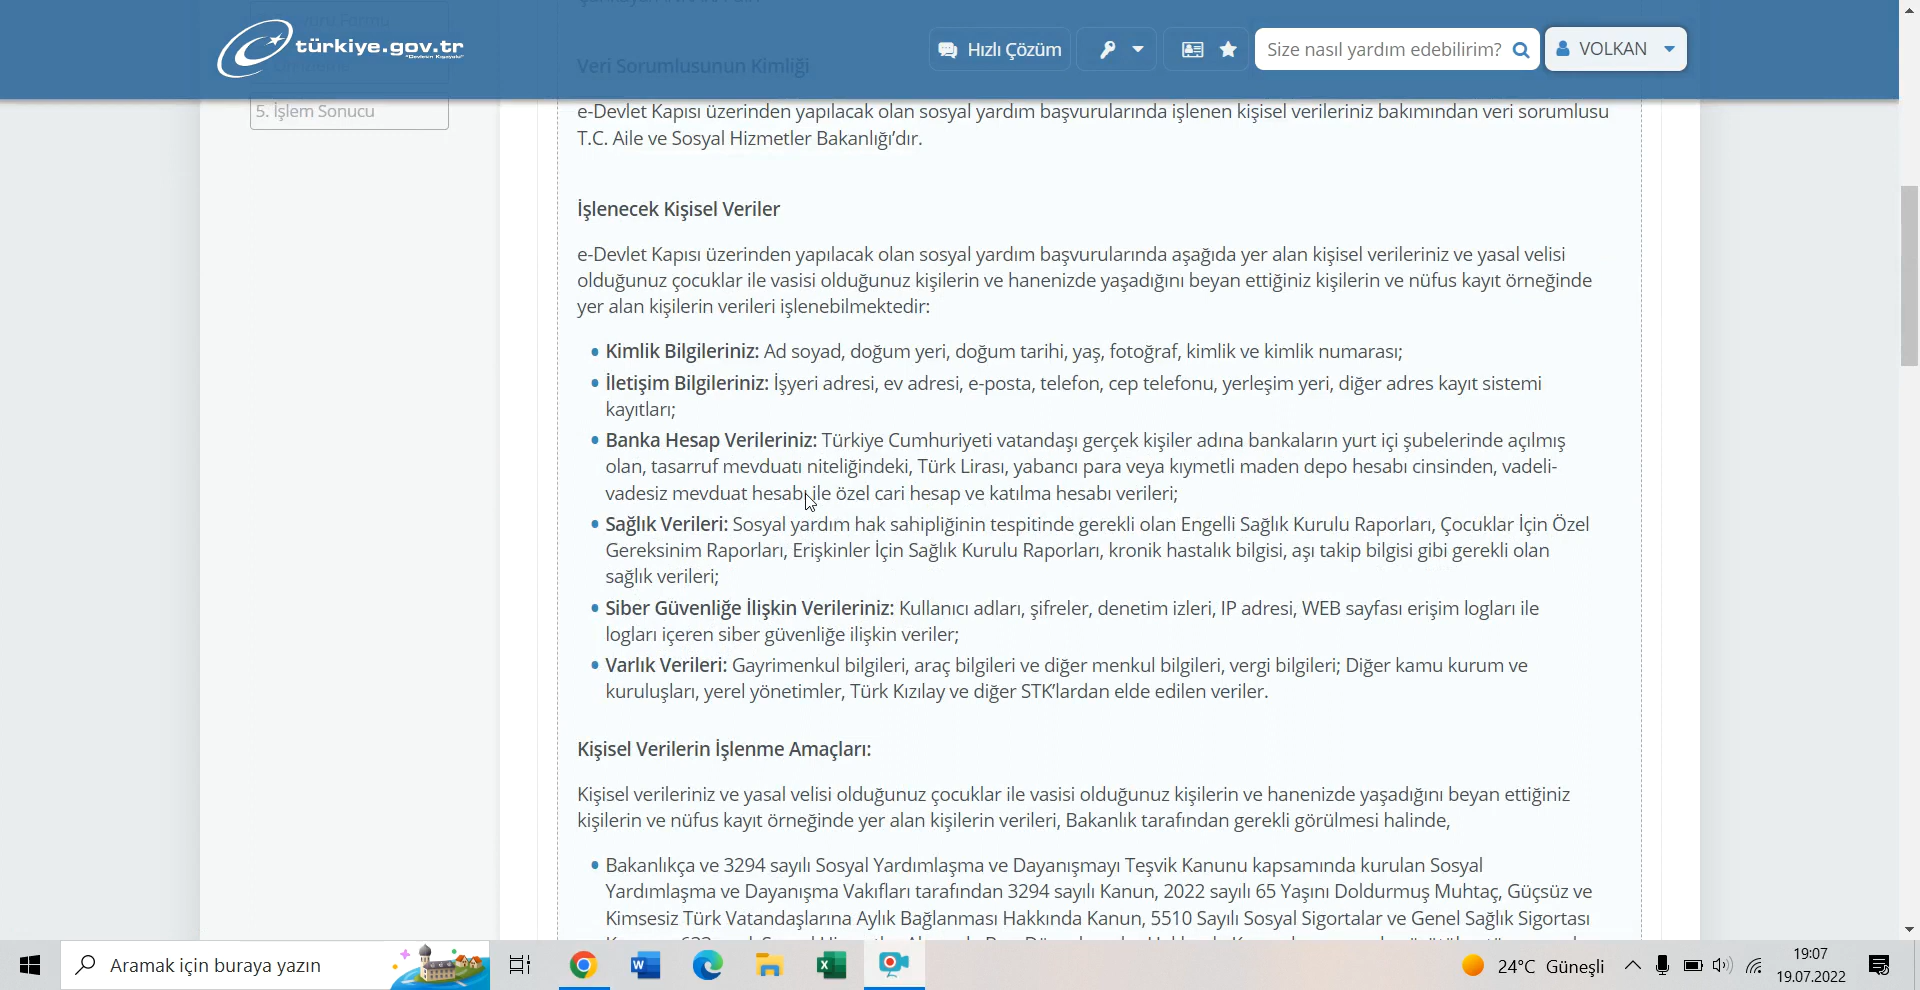 türkiye.gov.tr
Hızlı Çözüm
Size nasıl yardım edebilirim?
VOLKAN
Veri Sorumlusunun Kimliği
5. İşlem Sonucu
e-Devlet Kapısı üzerinden yapılacak olan sosyal yardım başvurularında işlenen kişisel verileriniz bakımından veri sorumlusu
T.C. Aile ve Sosyal Hizmetler Bakanlığı’dır.
İşlenecek Kişisel Veriler
e-Devlet Kapısı üzerinden yapılacak olan sosyal yardım başvurularında aşağıda yer alan kişisel verileriniz ve yasal velisi
olduğunuz çocuklar ile vasisi olduğunuz kişilerin ve hanenizde yaşadığını beyan ettiğiniz kişilerin ve nüfus kayıt örneğinde
yer alan kişilerin verileri işlenebilmektedir:
Kimlik Bilgileriniz: Ad soyad, doğum yeri, doğum tarihi, yaş, fotoğraf, kimlik ve kimlik numarası;
İletişim Bilgileriniz: İşyeri adresi, ev adresi, e-posta, telefon, cep telefonu, yerleşim yeri, diğer adres kayıt sistemi
kayıtları;
Banka Hesap Verileriniz: Türkiye Cumhuriyeti vatandaşı gerçek kişiler adına bankaların yurt içi şubelerinde açılmış
olan, tasarruf mevduatı niteliğindeki, Türk Lirası, yabancı para veya kıymetli maden depo hesabı cinsinden, vadeli-
vadesiz mevduat hesabı ile özel cari hesap ve katılma hesabı verileri;
Sağlık Verileri: Sosyal yardım hak sahipliğinin tespitinde gerekli olan Engelli Sağlık Kurulu Raporları, Çocuklar İçin Özel
Gereksinim Raporları, Erişkinler İçin Sağlık Kurulu Raporları, kronik hastalık bilgisi, aşı takip bilgisi gibi gerekli olan
sağlık verileri;
Siber Güvenliğe İlişkin Verileriniz: Kullanıcı adları, şifreler, denetim izleri, IP adresi, WEB sayfası erişim logları ile
logları içeren siber güvenliğe ilişkin veriler;
Varlık Verileri: Gayrimenkul bilgileri, araç bilgileri ve diğer menkul bilgileri, vergi bilgileri; Diğer kamu kurum ve
kuruluşları, yerel yönetimler, Türk Kızılay ve diğer STK’lardan elde edilen veriler.
Kişisel Verilerin İşlenme Amaçları:
Kişisel verileriniz ve yasal velisi olduğunuz çocuklar ile vasisi olduğunuz kişilerin ve hanenizde yaşadığını beyan ettiğiniz
kişilerin ve nüfus kayıt örneğinde yer alan kişilerin verileri, Bakanlık tarafından gerekli görülmesi halinde,
Bakanlıkça ve 3294 sayılı Sosyal Yardımlaşma ve Dayanışmayı Teşvik Kanunu kapsamında kurulan Sosyal
Yardımlaşma ve Dayanışma Vakıfları tarafından 3294 sayılı Kanun, 2022 sayılı 65 Yaşını Doldurmuş Muhtaç, Güçsüz ve
Kimsesiz Türk Vatandaşlarına Aylık Bağlanması Hakkında Kanun, 5510 Sayılı Sosyal Sigortalar ve Genel Sağlık Sigortası
Aramak için buraya yazın
24°C Güneşli
19:07
19.07.2022